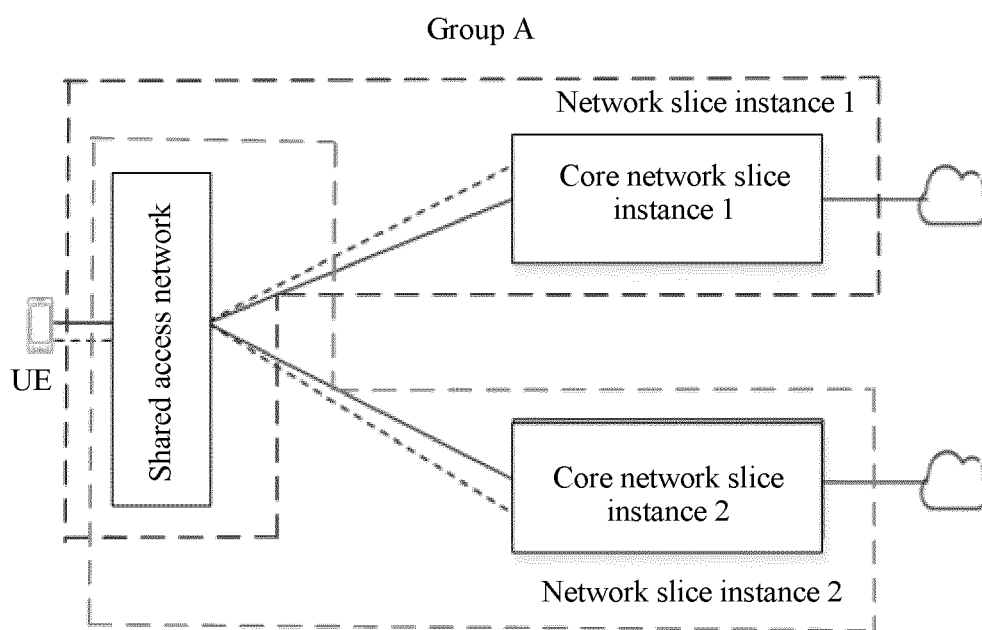 Group A
Network slice instance 1
Core network slice
instance 1
Shared access network
UE
Core network slice
instance 2
Network slice instance 2